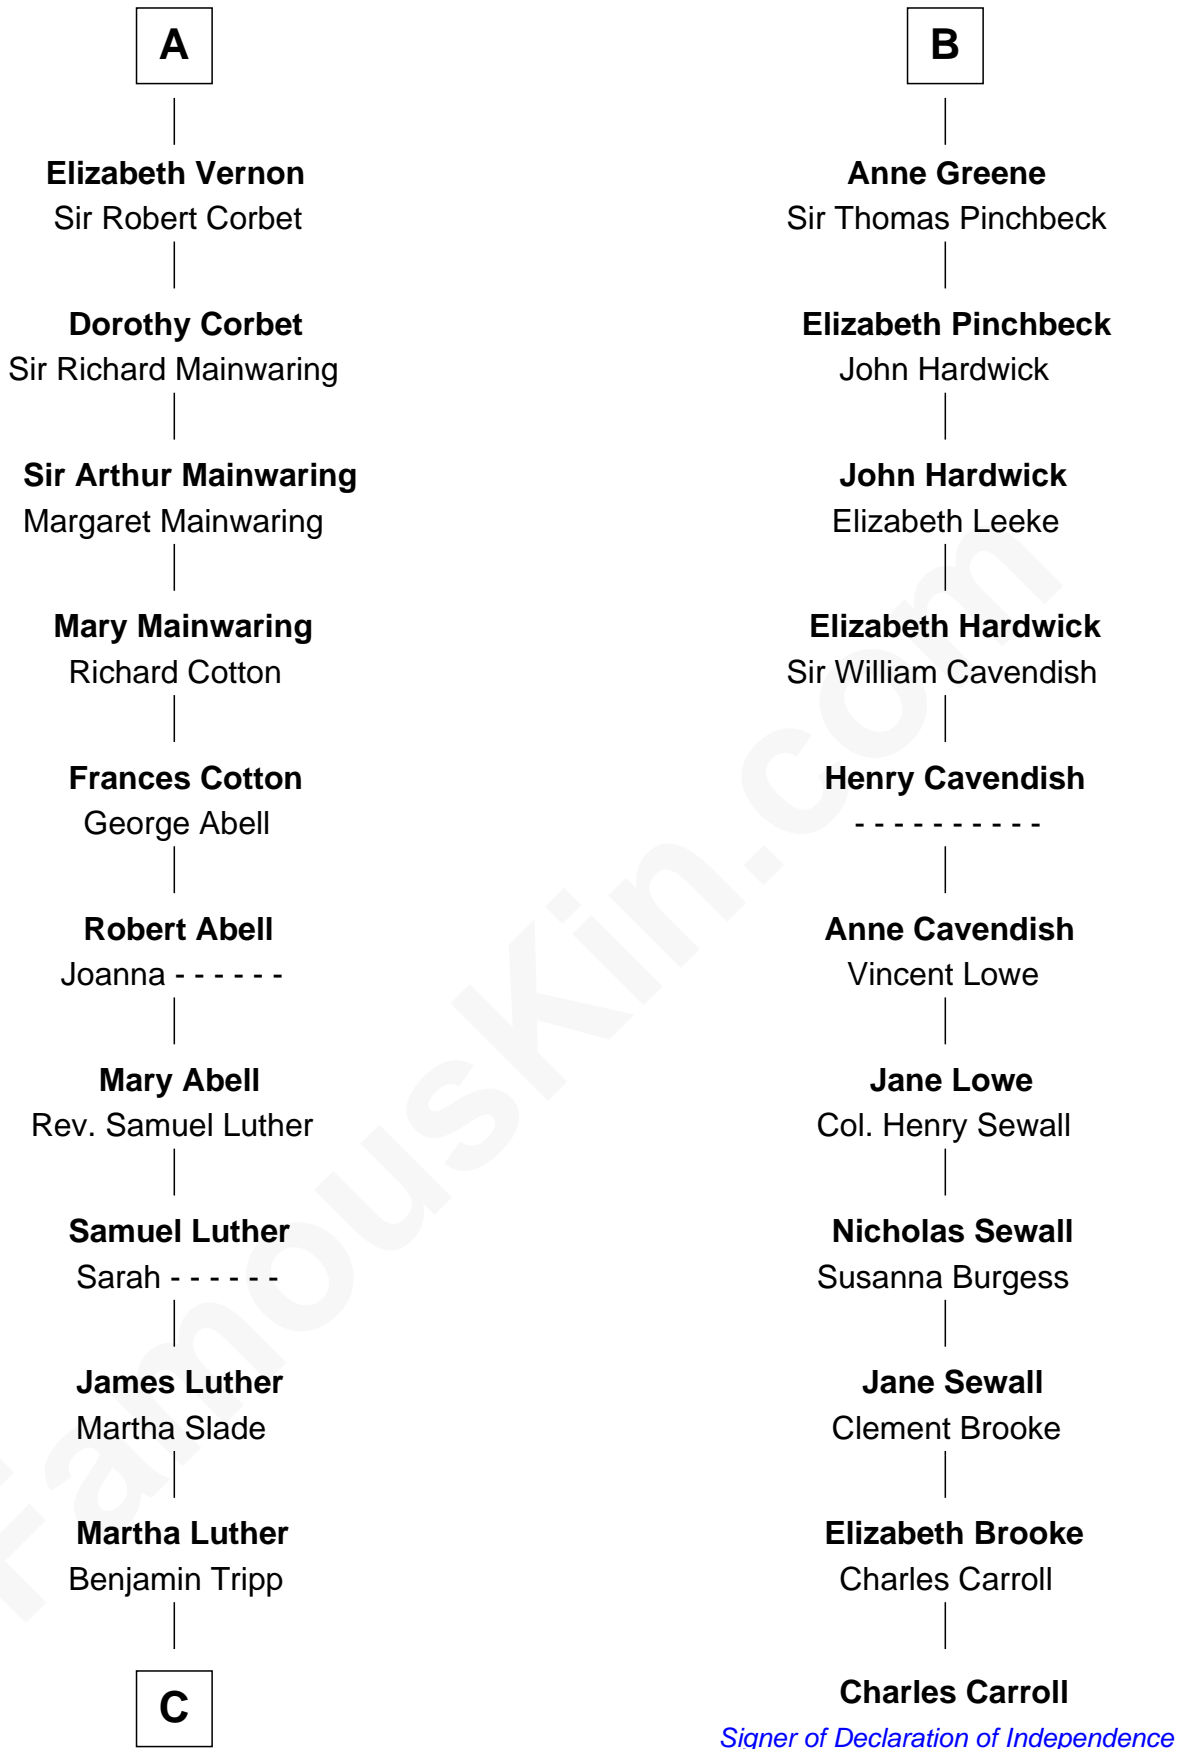 A
Elizabeth Vernon
Sir Robert Corbet
Dorothy Corbet
Sir Richard Mainwaring
Sir Arthur Mainwaring
Margaret Mainwaring
Mary Mainwaring
Richard Cotton
Frances Cotton
George Abell
Robert Abell
Joanna - - - - - -
Mary Abell
Rev. Samuel Luther
Samuel Luther
Sarah - - - - - -
James Luther
Martha Slade
Martha Luther
Benjamin Tripp
C
B
Anne Greene
Sir Thomas Pinchbeck
Elizabeth Pinchbeck
John Hardwick
John Hardwick
Elizabeth Leeke
Elizabeth Hardwick
Sir William Cavendish
Henry Cavendish
- - - - - - - - - -
Anne Cavendish
Vincent Lowe
Jane Lowe
Col. Henry Sewall
Nicholas Sewall
Susanna Burgess
Jane Sewall
Clement Brooke
Elizabeth Brooke
Charles Carroll
Charles Carroll
Signer of Declaration of Independence
FamousKin.com